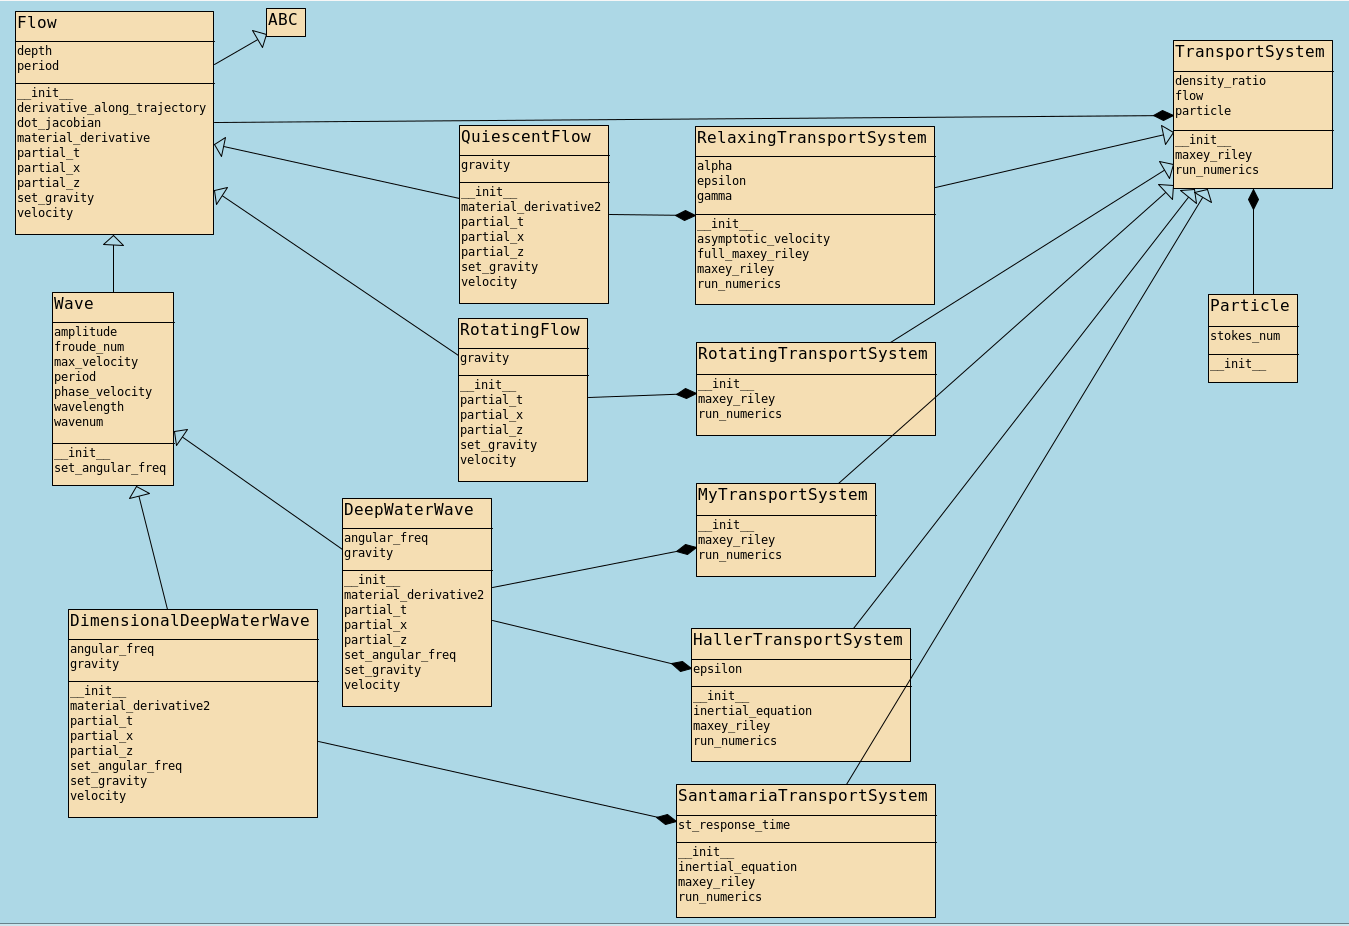 Flow
depth
period
__init__
derivative_along_trajectory
dot_jacobian
material_derivative
partial_t
partial_x
partial_z
set_gravity
velocity
ABC
TransportSystem
density_ratio
flow
particle
__init__
maxey_riley
run_numerics
QuiescentFlow
gravity
__init__
material_derivative2
partial_t
partial_x
partial_z
set_gravity
velocity
RelaxingTransportSystem
alpha
epsilon
gamma
__init__
asymptotic_velocity
full_maxey_riley
maxey_riley
run_numerics
Wave
amplitude
froude_num
max_velocity
period
phase_velocity
wavelength
wavenum
__init__
set_angular_freq
RotatingFlow
gravity
__init__
partial_t
partial_x
partial_z
set_gravity
velocity
RotatingTransportSystem
__init__
maxey_riley
run_numerics
Particle
stokes_num
__init__
DeepWaterWave
angular_freq
gravity
__init__
material_derivative2
partial_t
partial_x
partial_z
set_angular_freq
set_gravity
velocity
MyTransportSystem
__init__
maxey_riley
run_numerics
DimensionalDeepWaterWave
angular_freq
gravity
__init__
material_derivative2
partial_t
partial_x
partial_z
set_angular_freq
set_gravity
velocity
HallerTransportSystem
epsilon
__init__
inertial_equation
maxey_riley
run_numerics
SantamariaTransportSystem
st_response_time
__init__
inertial_equation
maxey_riley
run_numerics